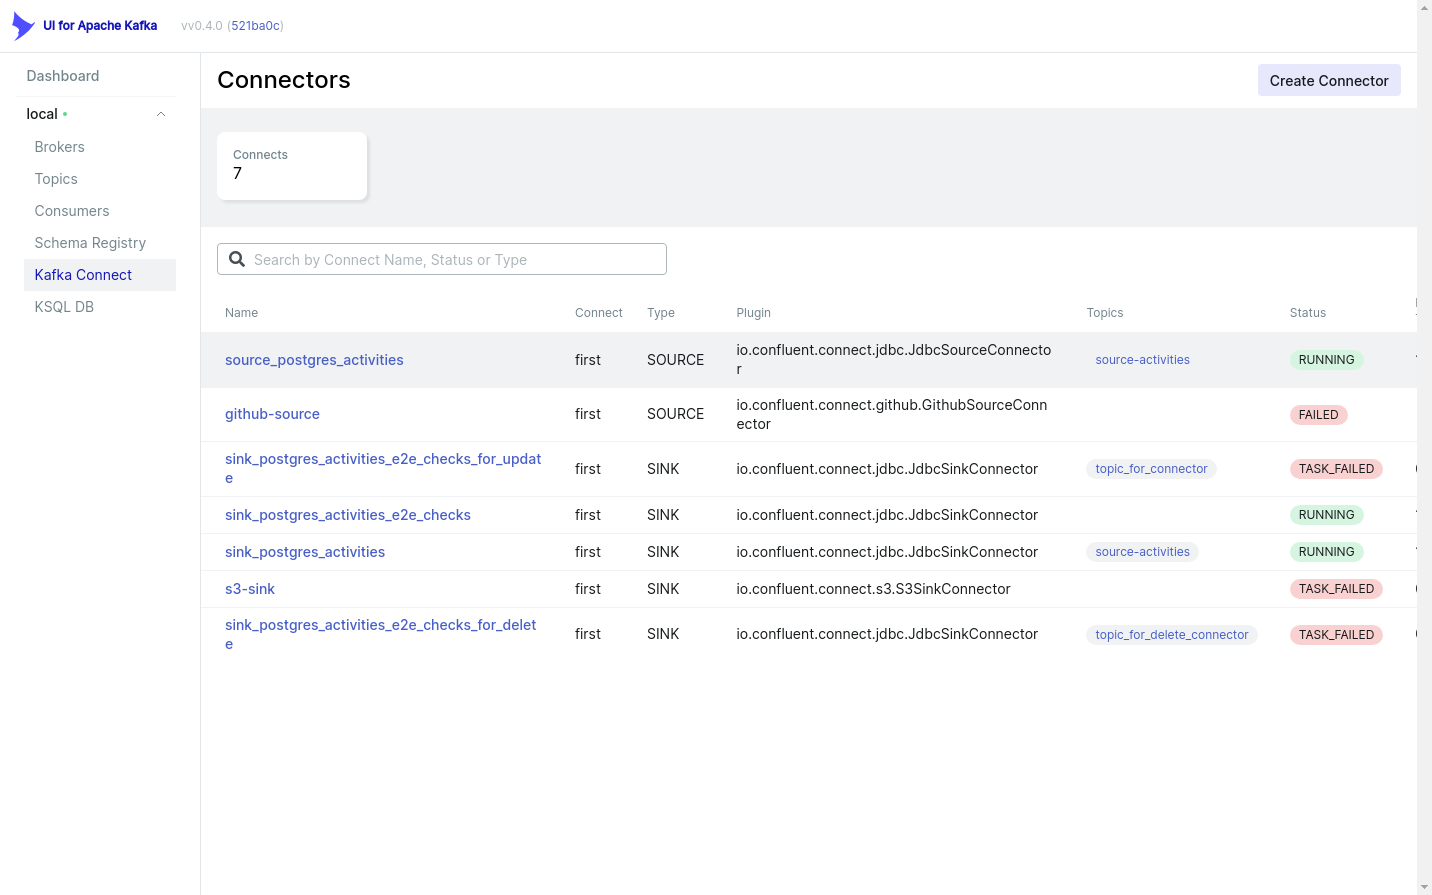 UI for Apache Kafka
vv0.4.0 (521ba0c)
Dashboard
local
Brokers
Topics
Consumers
Schema Registry
Kafka Connect
KSQL DB
Connectors
Create Connector
Connects
7
Search by Connect Name, Status or Type
Name Connect Type Plugin Topics Status
source_postgres_activities first SOURCE io.confluent.connect.jdbc.JdbcSourceConnecto
r source-activities RUNNING
github-source first SOURCE io.confluent.connect.github.GithubSourceConn
ector FAILED
sink_postgres_activities_e2e_checks_for_updat
e first SINK io.confluent.connect.jdbc.JdbcSinkConnector topic_for_connector TASK_FAILED
sink_postgres_activities_e2e_checks first SINK io.confluent.connect.jdbc.JdbcSinkConnector RUNNING
sink_postgres_activities first SINK io.confluent.connect.jdbc.JdbcSinkConnector source-activities RUNNING
s3-sink first SINK io.confluent.connect.s3.S3SinkConnector TASK_FAILED
sink_postgres_activities_e2e_checks_for_delet
e first SINK io.confluent.connect.jdbc.JdbcSinkConnector topic_for_delete_connector TASK_FAILED